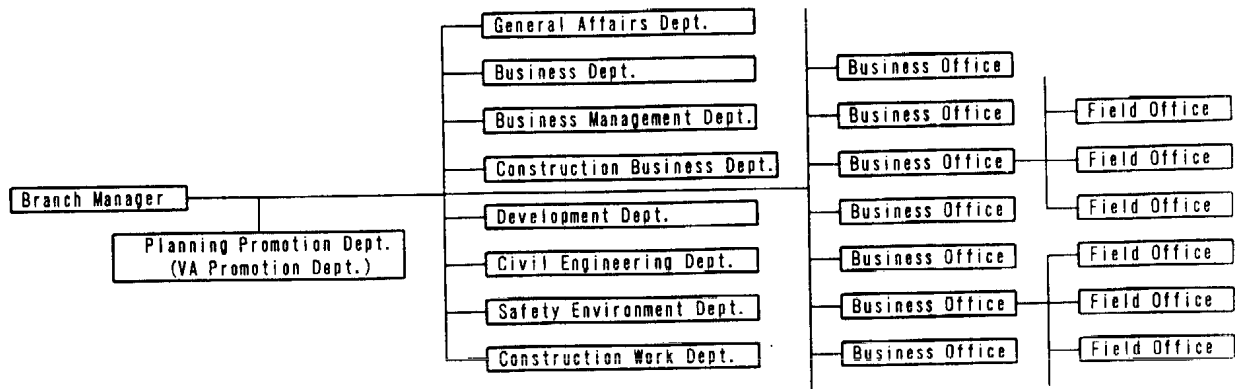 General Affairs Dept.
Business Dept.
Business Management Dept.
Construction Business Dept.
Branch Manager
Development Dept.
Planning Promotion Dept.
(VA Promotion Dept.)
Civil Engineering Dept.
Safety Environment Dept.
Construction Work Dept.
Business Office
Business Office
Business Office
Business Office
Business Office
Business Office
Business Office
Field Office
Field Office
Field Office
Field Office
Field Office
Field Office